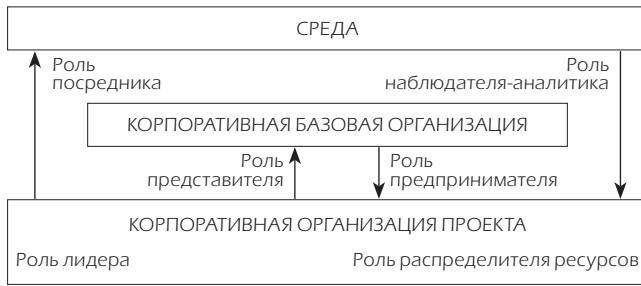 СРЕДА
Роль
посредника
Роль
наблюдателя-аналитика
КОРПОРАТИВНАЯ БАЗОВАЯ ОРГАНИЗАЦИЯ
Роль
представителя
Роль
предпринимателя
КОРПОРАТИВНАЯ ОРГАНИЗАЦИЯ ПРОЕКТА
Роль лидера
Роль распределителя ресурсов